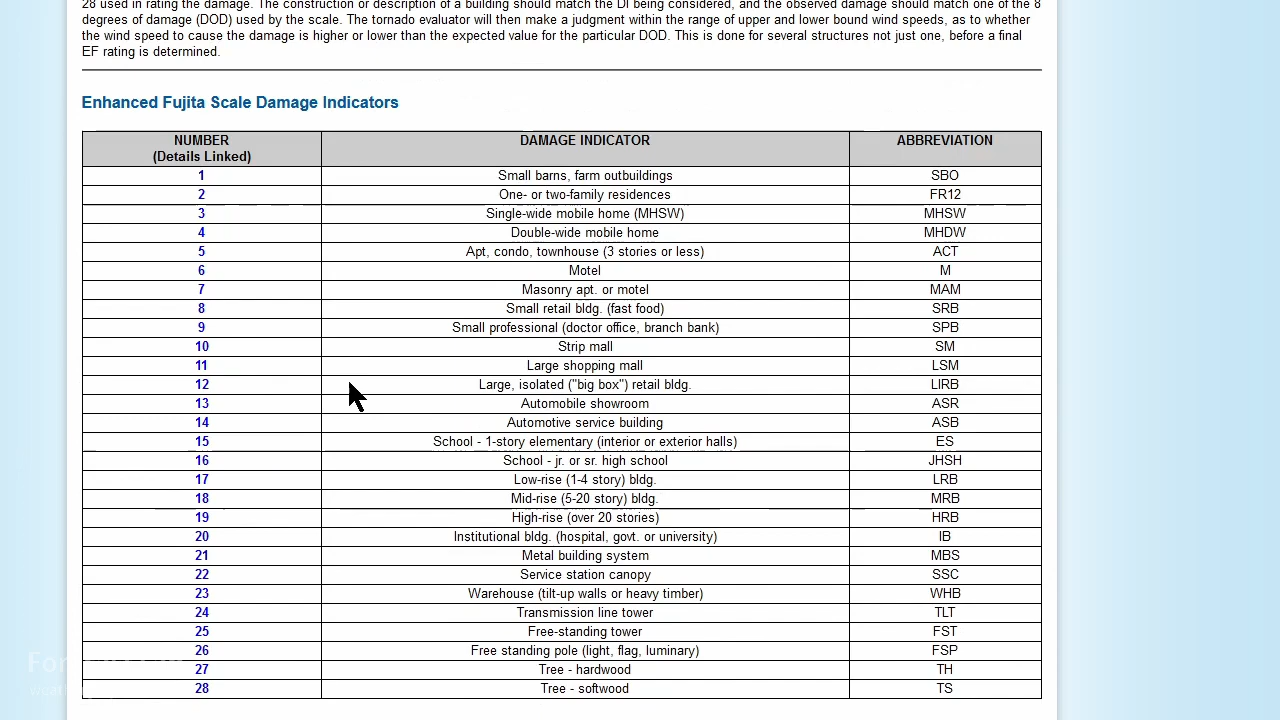 28 used in rating the damage. The construction or description of a building should match the DI being considered, and the observed damage should match one of the 8
degrees of damage (DOD) used by the scale. The tornado evaluator will then make a judgment within the range of upper and lower bound wind speeds, as to whether
the wind speed to cause the damage is higher or lower than the expected value for the particular DOD. This is done for several structures not just one, before a final
EF rating is determined.
Enhanced Fujita Scale Damage Indicators
NUMBER (Details Linked) DAMAGE INDICATOR ABBREVIATION
1 Small barns, farm outbuildings SBO
2 One- or two-family residences FR12
3 Single-wide mobile home (MHSW) MHSW
4 Double-wide mobile home MHDW
5 Apt, condo, townhouse (3 stories or less) ACT
6 Motel M
7 Masonry apt. or motel MAM
8 Small retail bldg. (fast food) SRB
9 Small professional (doctor office, branch bank) SPB
10 Strip mall SM
11 Large shopping mall LSM
12 Large, isolated ("big box") retail bldg. LIRB
13 Automobile showroom ASR
14 Automotive service building ASB
15 School - 1-story elementary (interior or exterior halls) ES
16 School - jr. or sr. high school JHSH
17 Low-rise (1-4 story) bldg. LRB
18 Mid-rise (5-20 story) bldg. MRB
19 High-rise (over 20 stories) HRB
20 Institutional bldg. (hospital, govt. or university) IB
21 Metal building system MBS
22 Service station canopy SSC
23 Warehouse (tilt-up walls or heavy timber) WHB
24 Transmission line tower TLT
25 Free-standing tower FST
26 Free standing pole (light, flag, luminary) FSP
27 Tree - hardwood TH
28 Tree - softwood TS